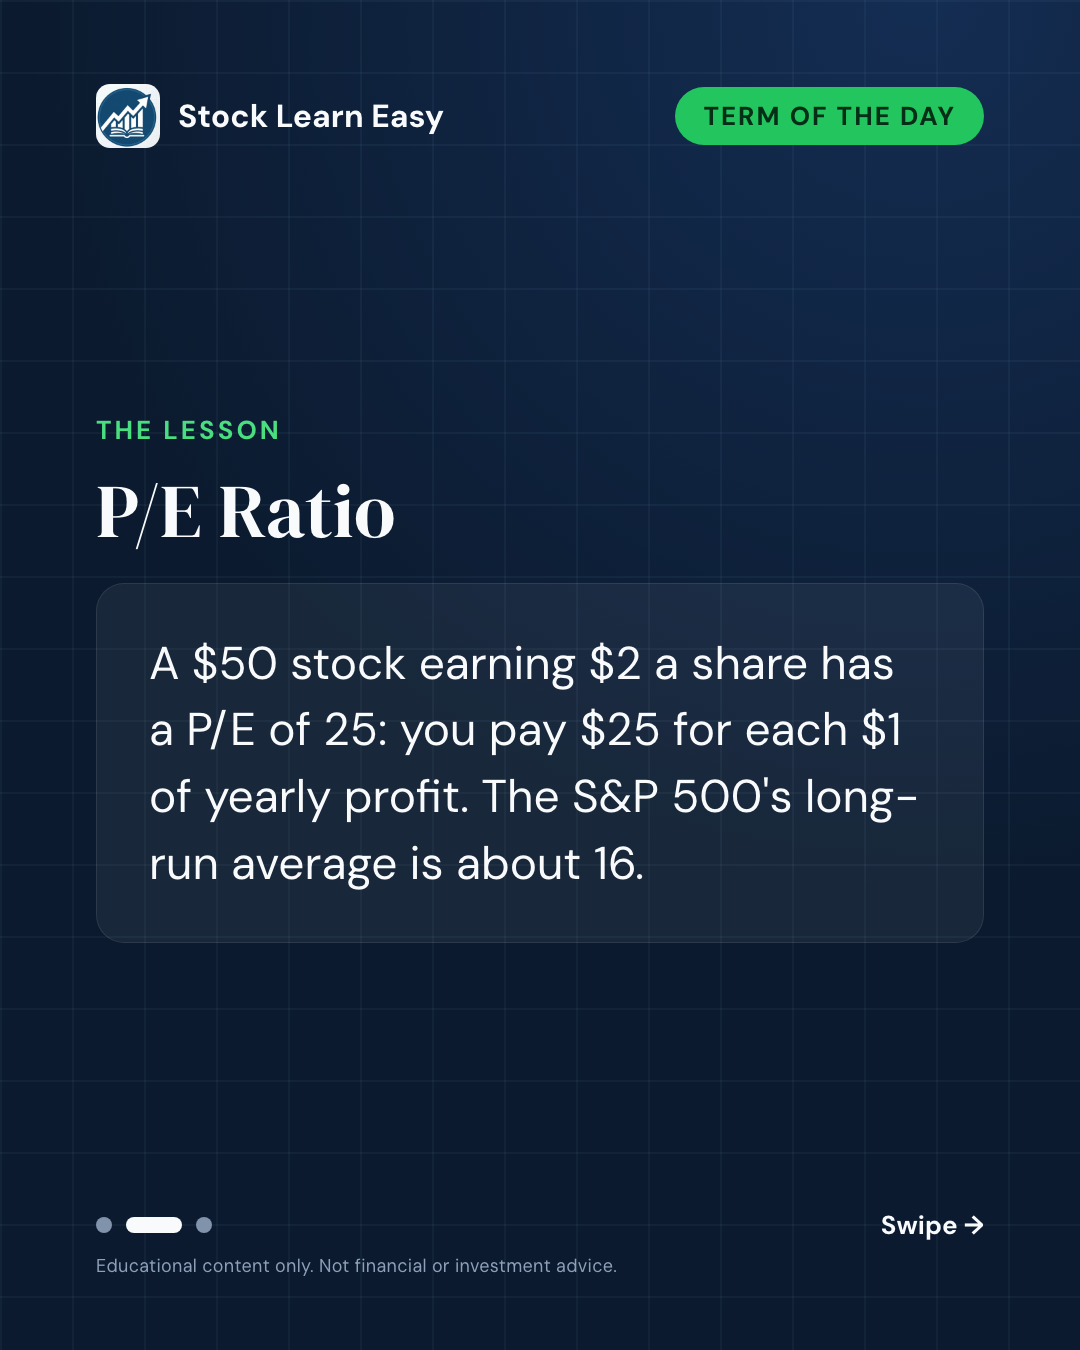 Stock Learn Easy
TERM OF THE DAY
THE LESSON
P/E Ratio
A $50 stock earning $2 a share has
a P/E of 25: you pay $25 for each $1
of yearly profit. The S&P 500's long-
run average is about 16.
Swipe →
Educational content only. Not financial or investment advice.